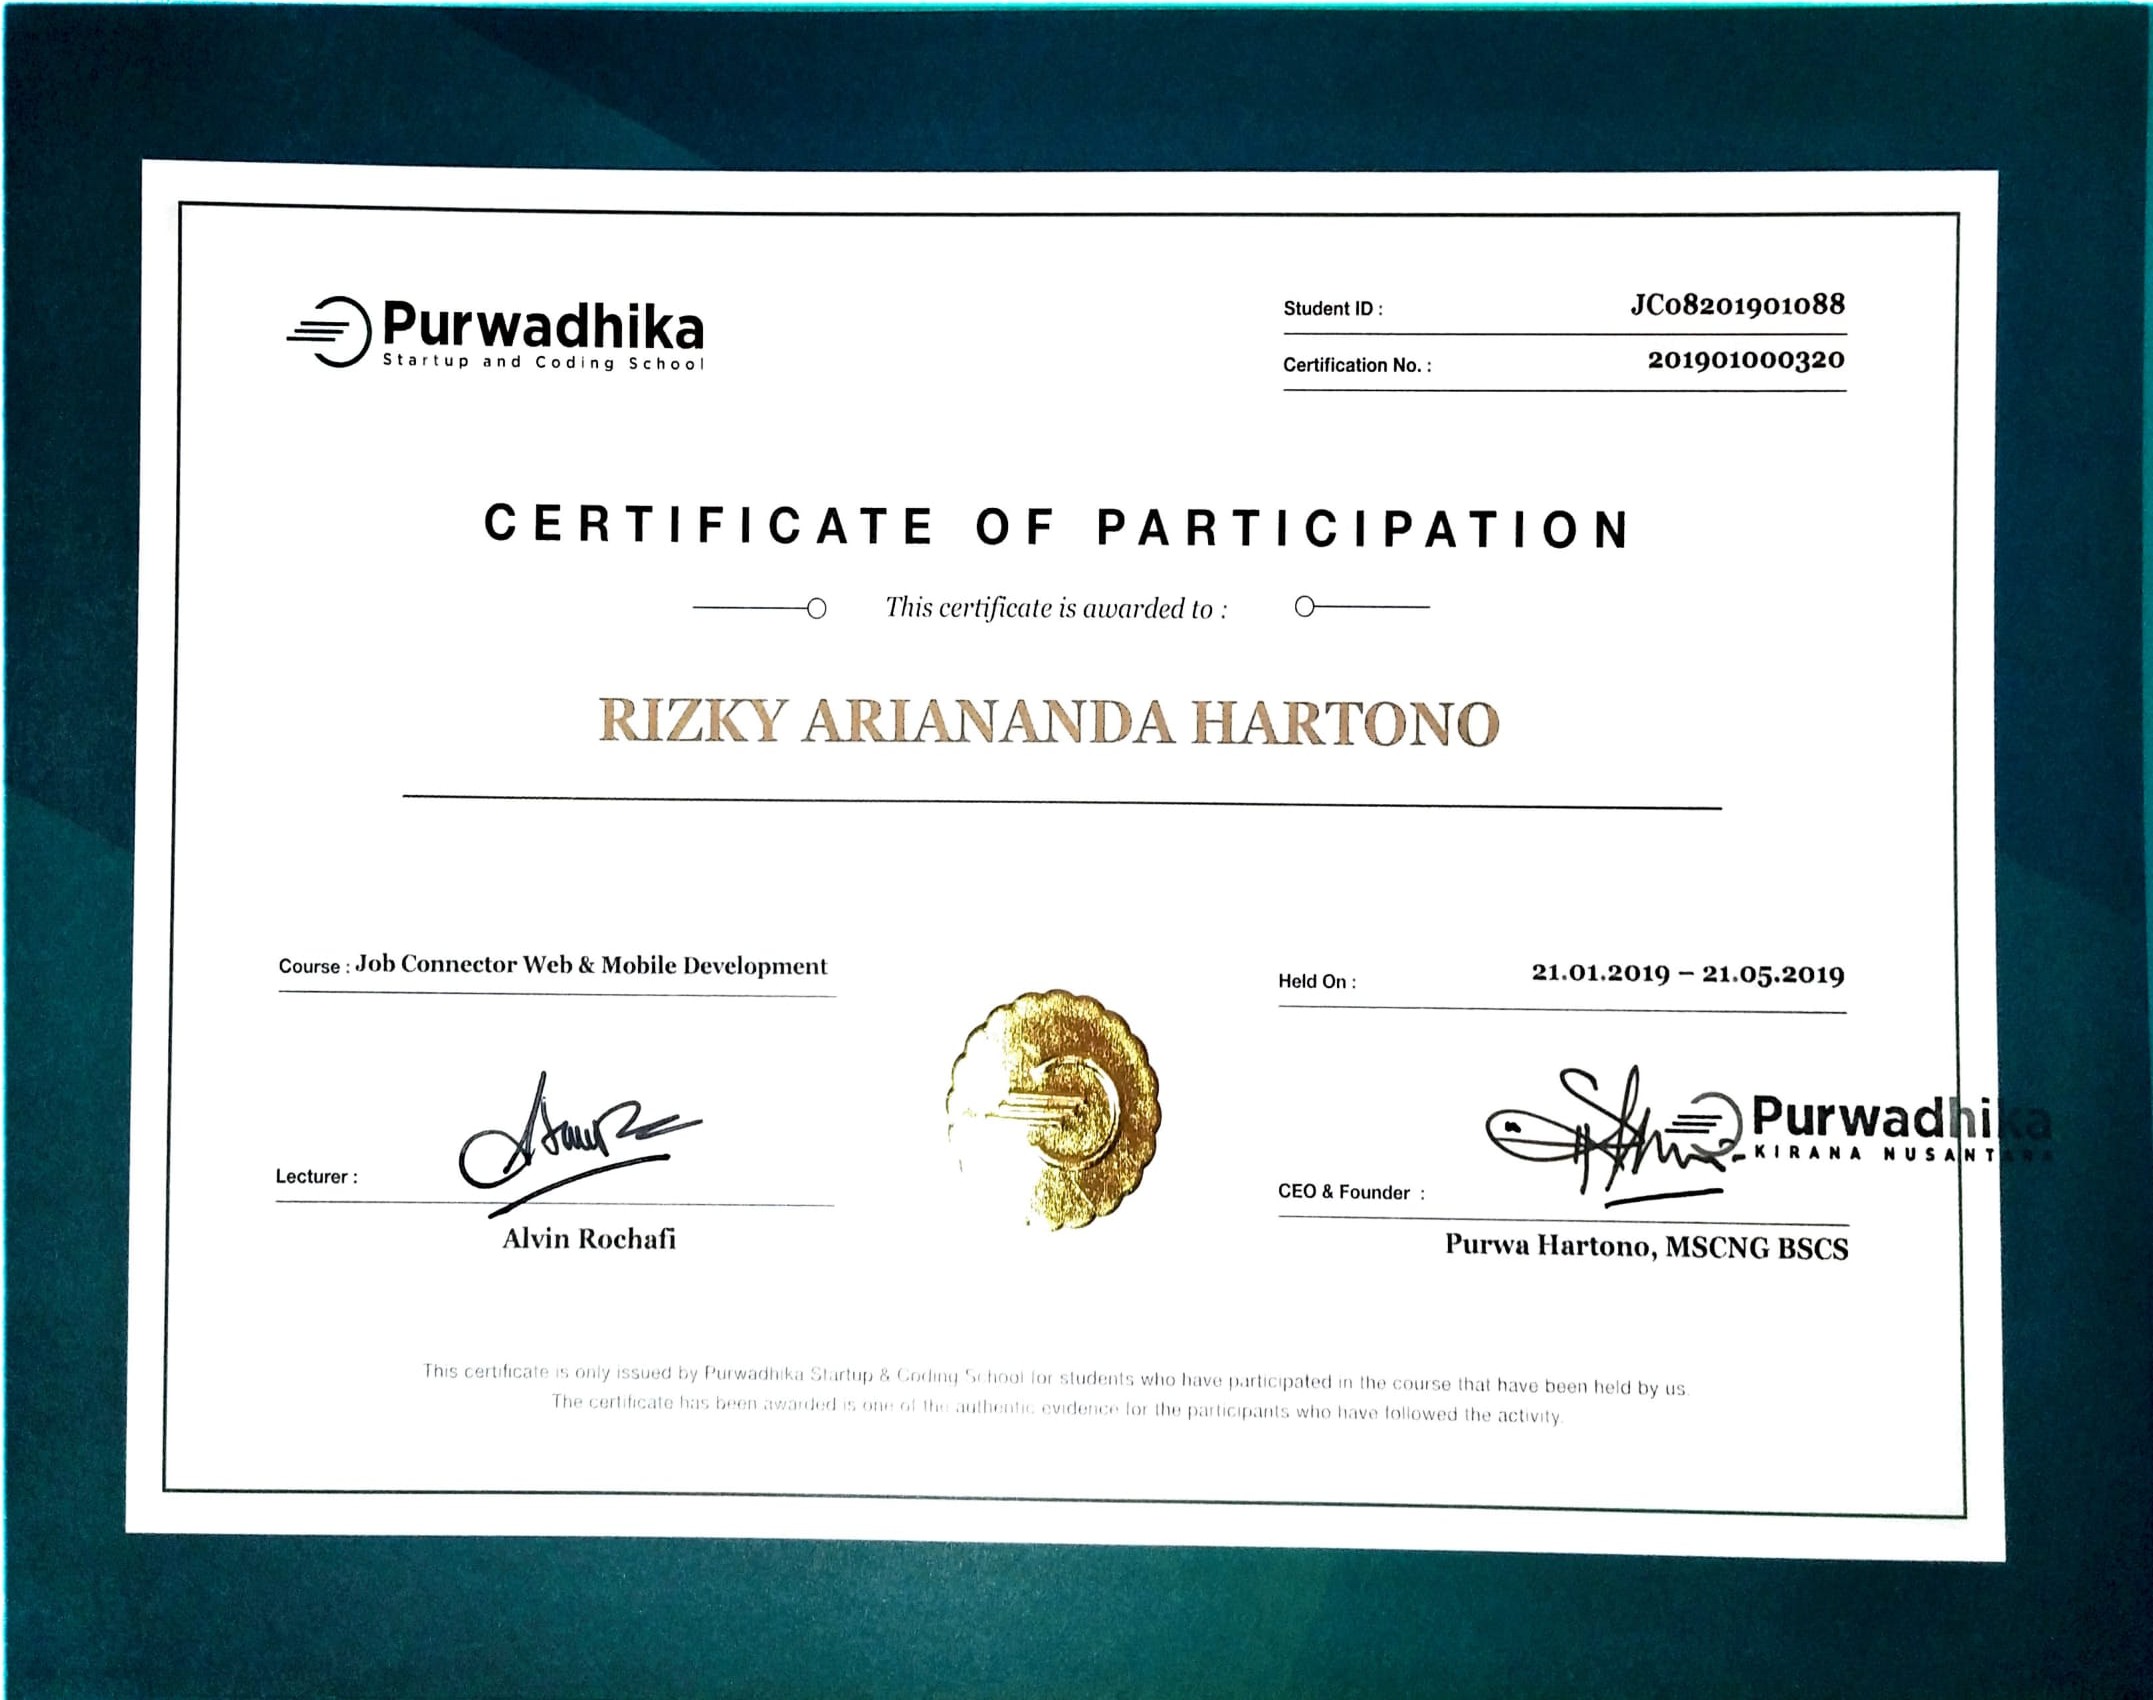 Purwadhika
Startup and Coding School
Student ID : JC08201901088
Certification No. : 201901000320
CERTIFICATE OF PARTICIPATION
This certificate is awarded to :
RIZKY ARIANANDA HARTONO
Course : Job Connector Web & Mobile Development
Held On : 21.01.2019 – 21.05.2019
Purwadhika
KIRANA NUSANTARA
Lecturer :
Alvin Rochafi
CEO & Founder :
Purwa Hartono, MSCNG BSCS
This certificate is only issued by Purwadhika Startup & Coding School for students who have participated in the course that have been held by us.
The certificate has been awarded is one of the authentic evidence for the participants who have followed the activity.